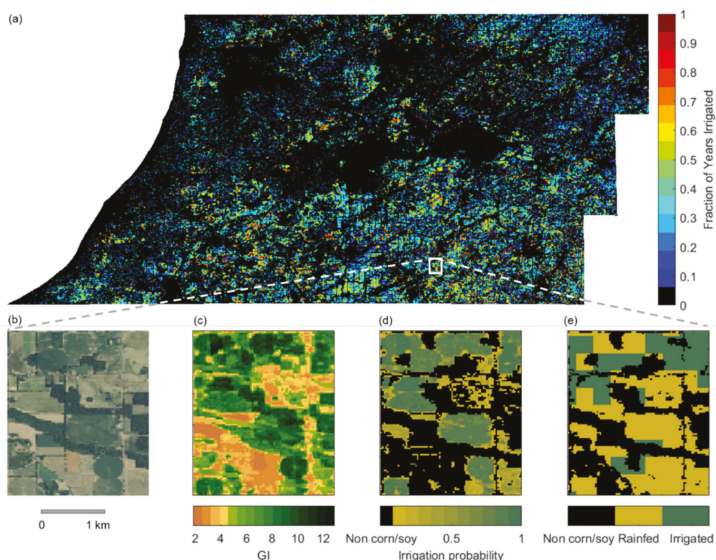 (a)
1
0.9
0.8
0.7
0.6
0.5
0.4
0.3
0.2
0.1
0
Fraction of Years Irrigated
(b)
(c)
(d)
(e)
0 1 km
2 4 6 8 10 12
GI
Non corn/soy 0.5 1
Irrigation probability
Non corn/soy Rainfed Irrigated